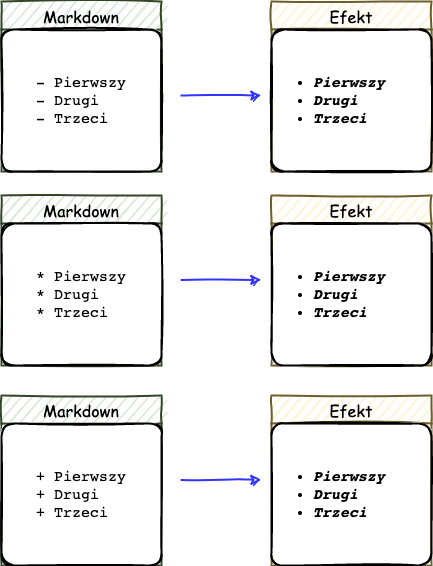 Markdown
Efekt
- Pierwszy
- Drugi
- Trzeci
• Pierwszy
• Drugi
• Trzeci
Markdown
Efekt
* Pierwszy
* Drugi
* Trzeci
• Pierwszy
• Drugi
• Trzeci
Markdown
Efekt
+ Pierwszy
+ Drugi
+ Trzeci
• Pierwszy
• Drugi
• Trzeci